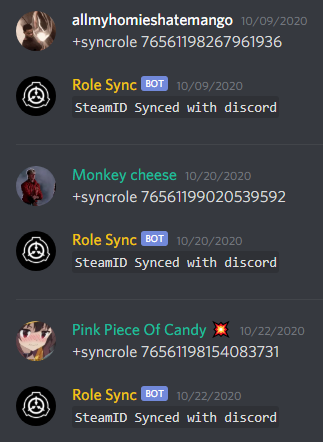 allmyhomieshatemango 10/09/2020
+syncrole 76561198267961936
Role Sync BOT 10/09/2020
SteamID Synced with discord
Monkey cheese 10/20/2020
+syncrole 76561199020539592
Role Sync BOT 10/20/2020
SteamID Synced with discord
Pink Piece Of Candy 💥 10/22/2020
+syncrole 76561198154083731
Role Sync BOT 10/22/2020
SteamID Synced with discord